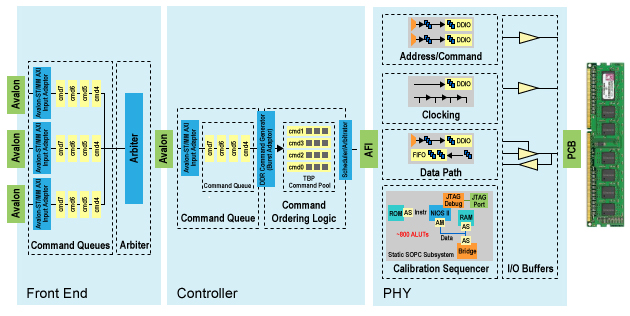 Avalon
Avalon-ST/MM AXI
Input Adaptor
cmd7
cmd6
cmd5
cmd4
Avalon
Avalon-ST/MM AXI
Input Adaptor
cmd7
cmd6
cmd5
cmd4
Avalon
Avalon-ST/MM AXI
Input Adaptor
cmd7
cmd6
cmd5
cmd4
Command Queues
Arbiter
Arbiter
Front End
Avalon
Avalon-ST/MM AXI
Input Adaptor
cmd7
cmd6
cmd5
cmd4
Command Queue
Command Queue
DDR Command Generator
(Burst Adaptor)
cmd1
cmd3
cmd2
cmd0
TBP
Command Pool
Scheduler/Arbitrator
Command
Ordering Logic
Controller
AFI
DDIO
DDIO
Address/Command
DDIO
Clocking
DDIO
FIFO
Data Path
JTAG
Debug
JTAG
Port
ROM
AS
Instr
NIOS II
RAM
AM
AS
Data
AS
~800 ALUTs
Bridge
Static SOPC Subsystem
Calibration Sequencer
I/O Buffers
PHY
PCB